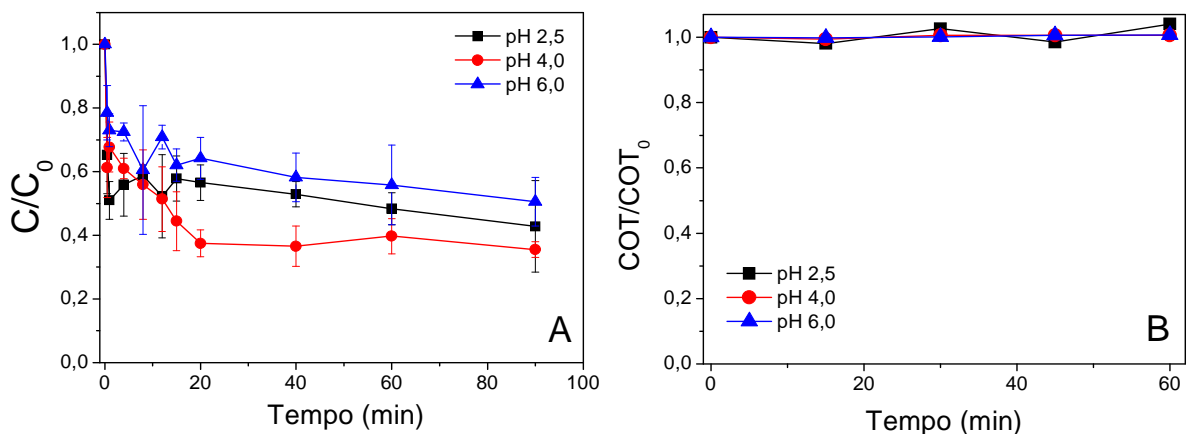 C/C₀
1,0
0,8
0,6
0,4
0,2
0,0
pH 2,5
pH 4,0
pH 6,0
A
0 20 40 60 80 100
Tempo (min)
COT/COT₀
1,0
0,8
0,6
0,4
0,2
0,0
pH 2,5
pH 4,0
pH 6,0
B
0 20 40 60
Tempo (min)